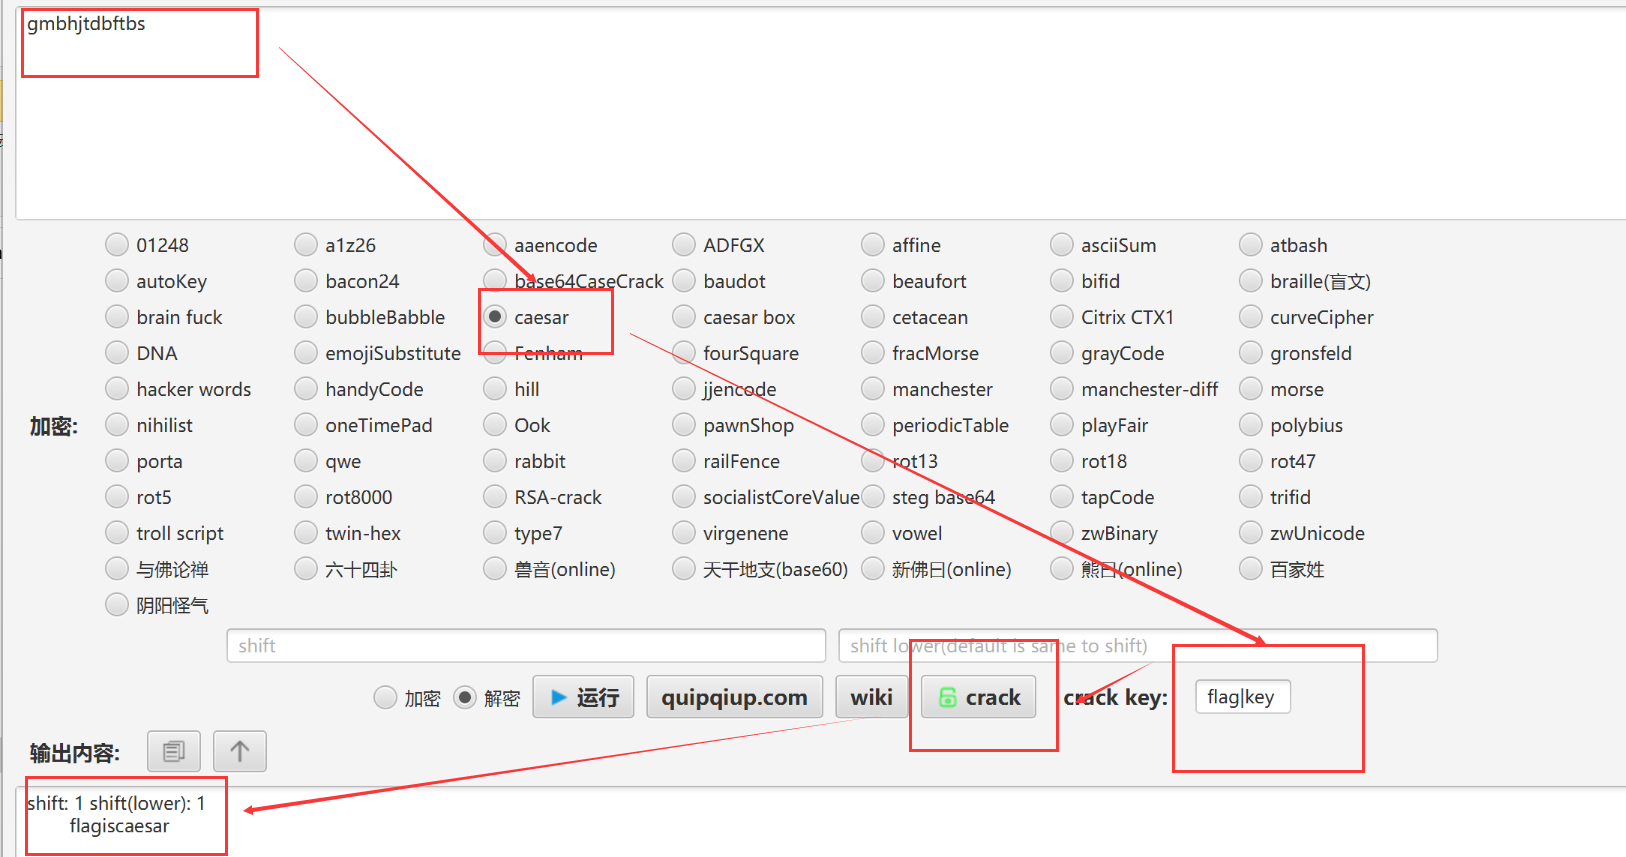 gmbhjtdbftbs
01248 a1z26 aaencode ADFGX affine asciiSum atbash
autoKey bacon24 base64CaseCrack baudot beaufort bifid braille(盲文)
brain fuck bubbleBabble caesar caesar box cetacean Citrix CTX1 curveCipher
DNA emojiSubstitute Fenham fourSquare fracMorse grayCode gronsfeld
hacker words handyCode hill jjencode manchester manchester-diff morse
加密: nihilist oneTimePad Ook pawnShop periodicTable playFair polybius
porta qwe rabbit railFence rot13 rot18 rot47
rot5 rot8000 RSA-crack socialistCoreValue steg base64 tapCode trifid
troll script twin-hex type7 virgenene vowel zwBinary zwUnicode
与佛论禅 六十四卦 兽音(online) 天干地支(base60) 新佛曰(online) 熊曰(online) 百家姓
阴阳怪气
shift shift lower(default is same to shift)
加密 解密 运行 quipqiup.com wiki crack crack key: flag|key
输出内容:
shift: 1 shift(lower): 1
flagiscaesar